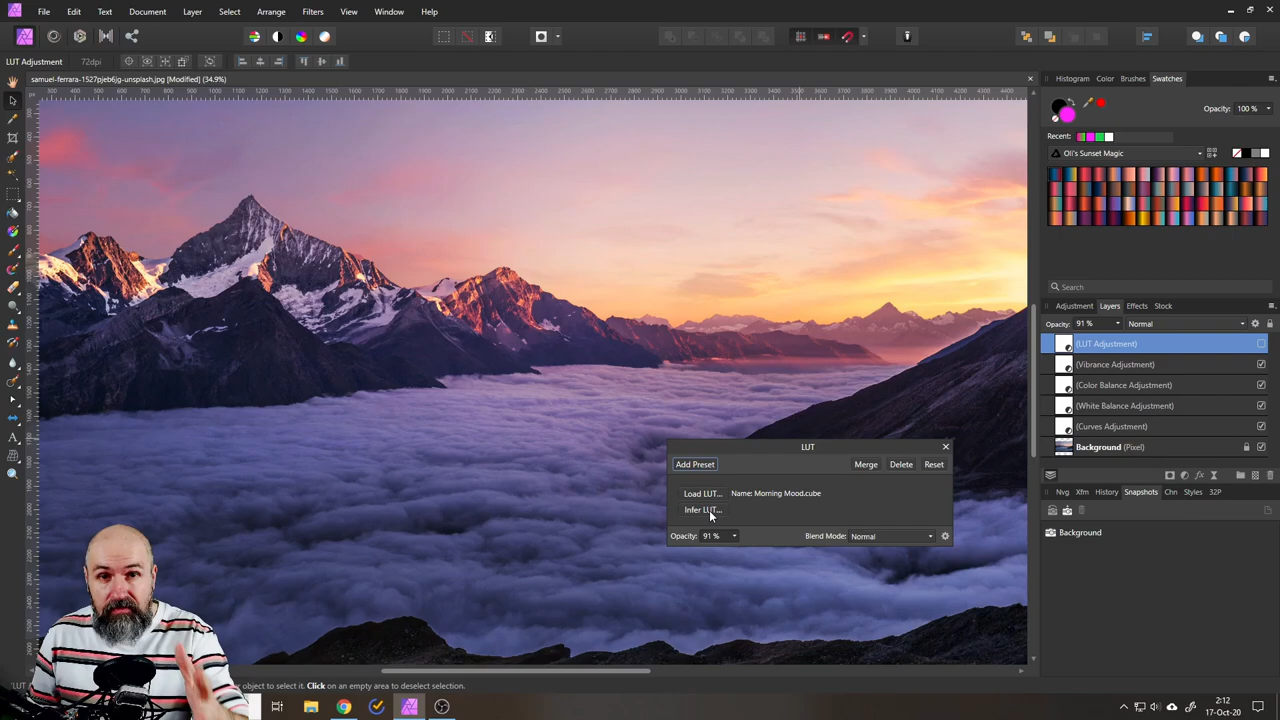 File Edit Text Document Layer Select Arrange Filters View Window Help
LUT Adjustment 72dpi
samuel-ferrara-1527pjeb6jg-unsplash.jpg [Modified] (34.9%)
Histogram Color Brushes Swatches
Opacity: 100 %
Recent:
Oli's Sunset Magic
Search
Adjustment Layers Effects Stock
Opacity: 91 % Normal
(LUT Adjustment)
(Vibrance Adjustment)
(Color Balance Adjustment)
(White Balance Adjustment)
(Curves Adjustment)
Background (Pixel)
Nvg Xfm History Snapshots Chn Styles 32P
Background
LUT
Add Preset Merge Delete Reset
Load LUT... Name: Morning Mood.cube
Infer LUT...
Opacity: 91 % Blend Mode: Normal
object to select it. Click on an empty area to deselect selection.
2:12
17-Oct-20